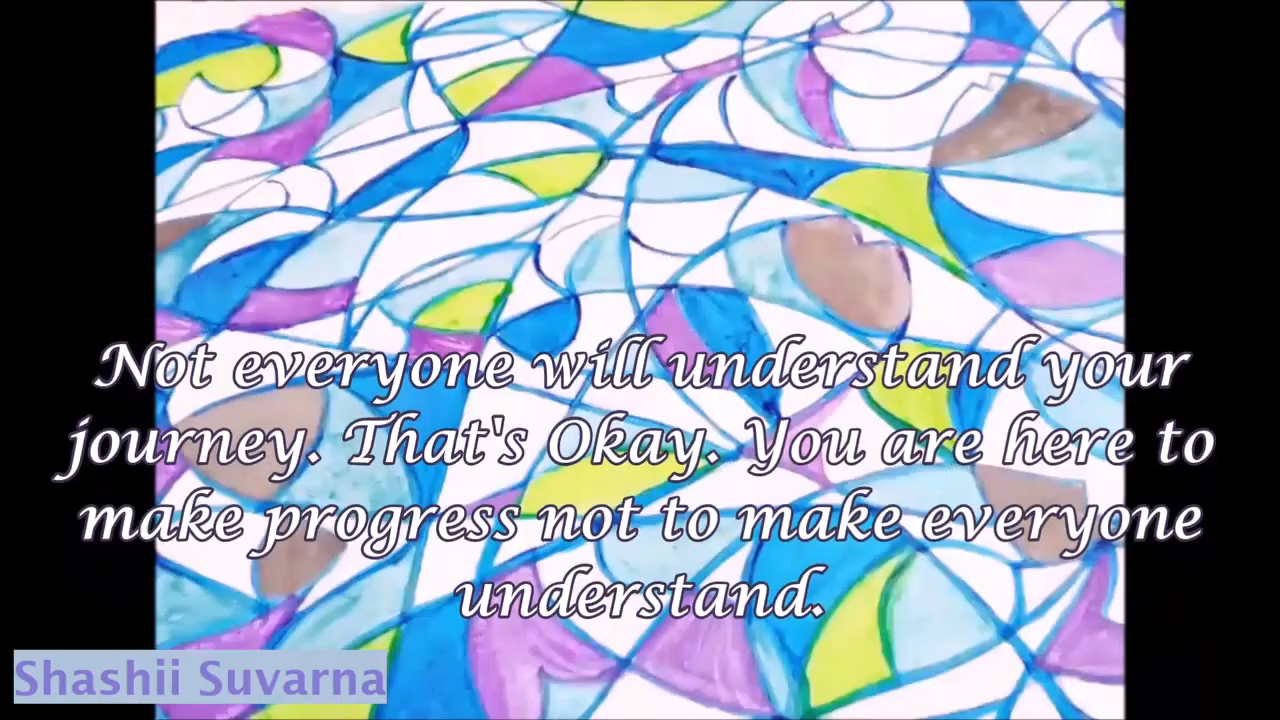 Not everyone will understand your
journey. That's Okay. You are here to
make progress not to make everyone
understand.
Shashii Suvarna